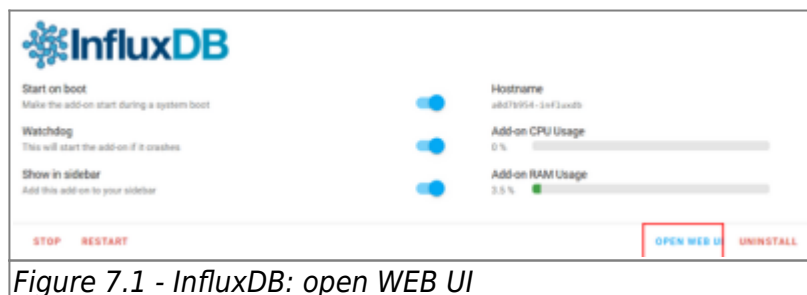 InfluxDB
Start on boot
Make the add-on start during a system boot
Hostname
a0d7b954-influxdb
Watchdog
This will start the add-on if it crashes
Add-on CPU Usage
0 %
Show in sidebar
Add this add-on to your sidebar
Add-on RAM Usage
3.5 %
STOP RESTART OPEN WEB UI UNINSTALL
Figure 7.1 - InfluxDB: open WEB UI